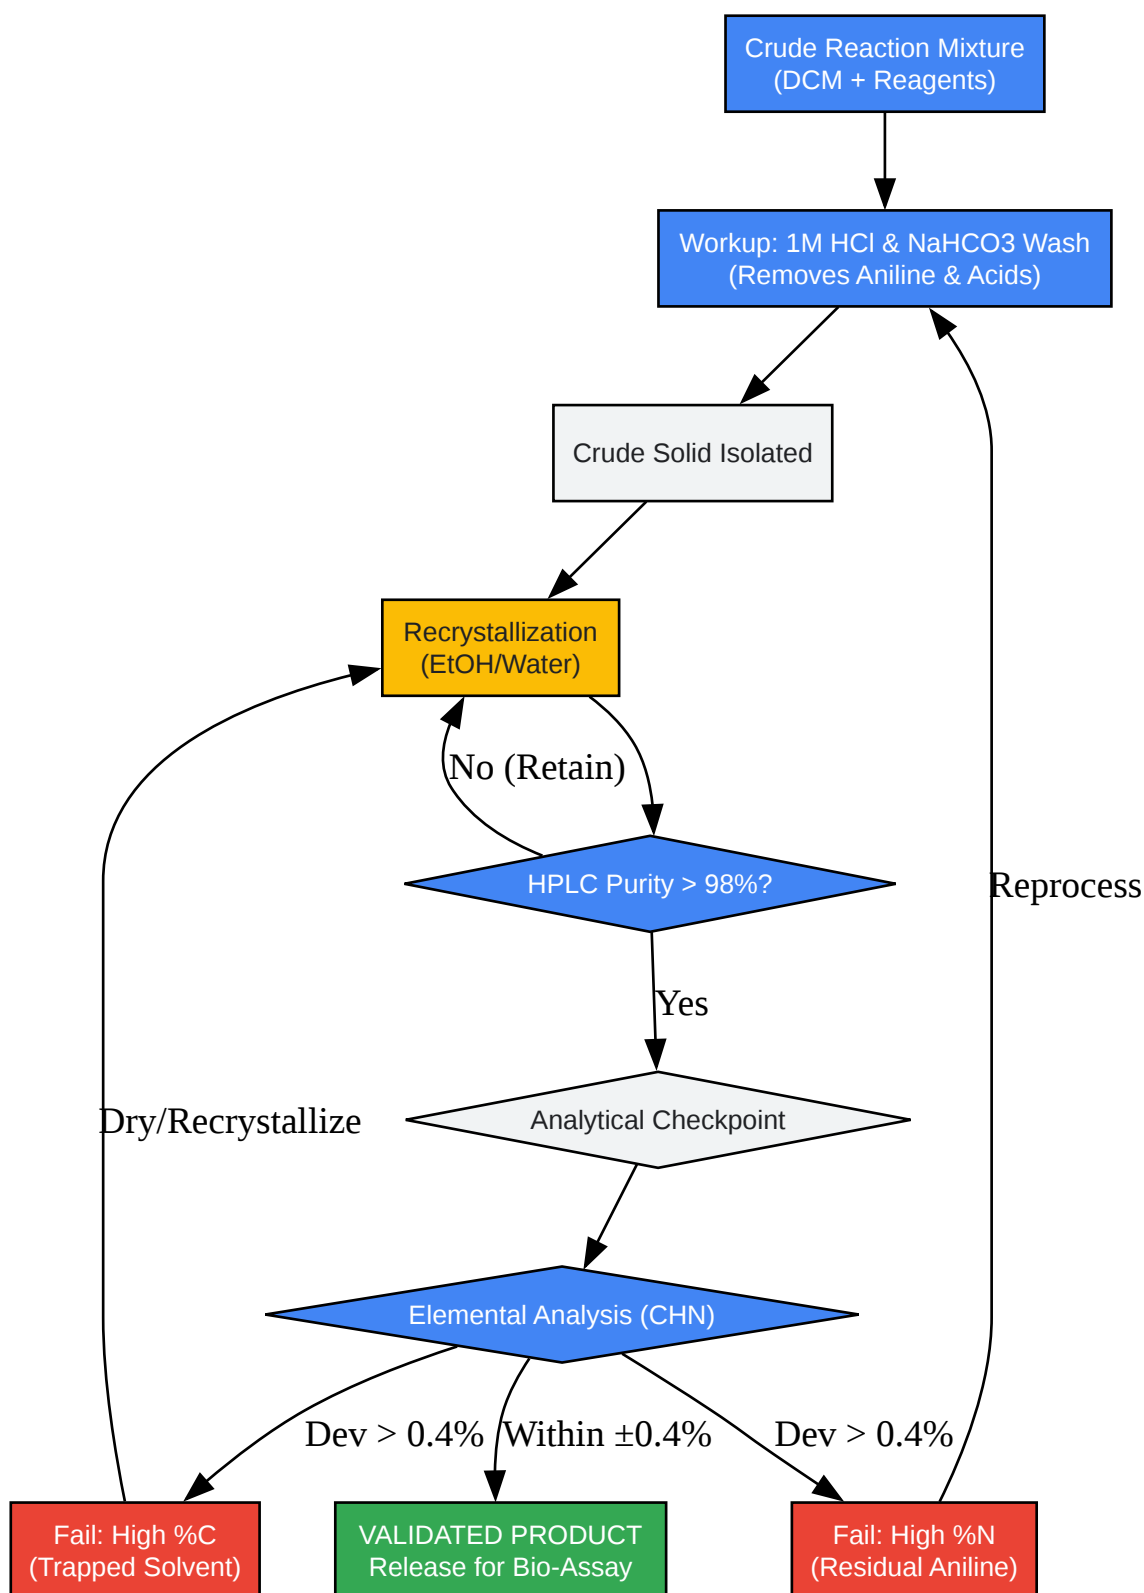 Crude Reaction Mixture
(DCM + Reagents)
Workup: 1M HCl & NaHCO3 Wash
(Removes Aniline & Acids)
Crude Solid Isolated
Recrystallization
(EtOH/Water)
No (Retain)
HPLC Purity > 98%?
Reprocess
Yes
Analytical Checkpoint
Dry/Recrystallize
Elemental Analysis (CHN)
Dev > 0.4%
Within ±0.4%
Dev > 0.4%
Fail: High %C
(Trapped Solvent)
VALIDATED PRODUCT
Release for Bio-Assay
Fail: High %N
(Residual Aniline)